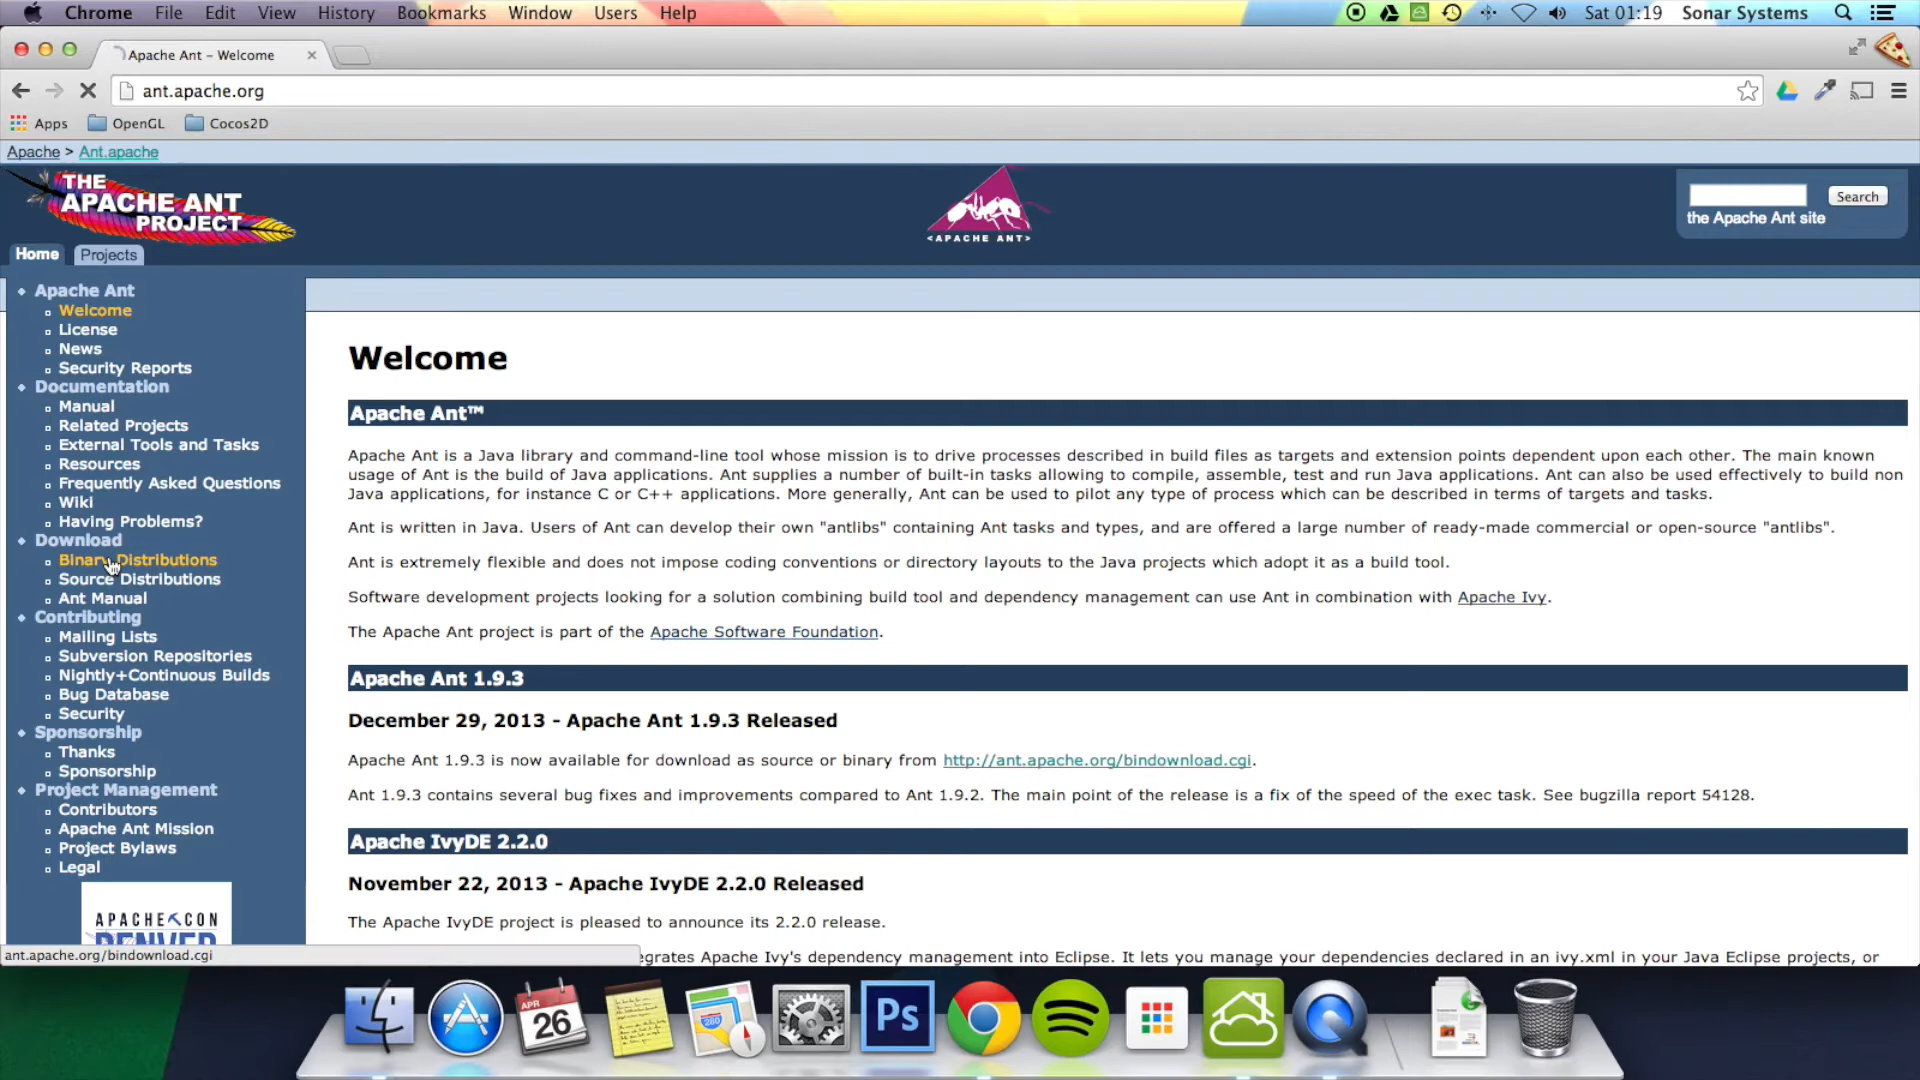 Chrome File Edit View History Bookmarks Window Users Help Sat 01:19 Sonar Systems
Apache Ant - Welcome
ant.apache.org
Apps OpenGL Cocos2D
Apache > Ant.apache
THE
APACHE ANT
PROJECT
<APACHE ANT>
Search
the Apache Ant site
Home Projects
Apache Ant
Welcome
License
News
Security Reports
Documentation
Manual
Related Projects
External Tools and Tasks
Resources
Frequently Asked Questions
Wiki
Having Problems?
Download
Binary Distributions
Source Distributions
Ant Manual
Contributing
Mailing Lists
Subversion Repositories
Nightly+Continuous Builds
Bug Database
Security
Sponsorship
Thanks
Sponsorship
Project Management
Contributors
Apache Ant Mission
Project Bylaws
Legal
APACHECON
DENVER
ant.apache.org/bindownload.cgi
Welcome
Apache Ant™
Apache Ant is a Java library and command-line tool whose mission is to drive processes described in build files as targets and extension points dependent upon each other. The main known
usage of Ant is the build of Java applications. Ant supplies a number of built-in tasks allowing to compile, assemble, test and run Java applications. Ant can also be used effectively to build non
Java applications, for instance C or C++ applications. More generally, Ant can be used to pilot any type of process which can be described in terms of targets and tasks.
Ant is written in Java. Users of Ant can develop their own "antlibs" containing Ant tasks and types, and are offered a large number of ready-made commercial or open-source "antlibs".
Ant is extremely flexible and does not impose coding conventions or directory layouts to the Java projects which adopt it as a build tool.
Software development projects looking for a solution combining build tool and dependency management can use Ant in combination with Apache Ivy.
The Apache Ant project is part of the Apache Software Foundation.
Apache Ant 1.9.3
December 29, 2013 - Apache Ant 1.9.3 Released
Apache Ant 1.9.3 is now available for download as source or binary from http://ant.apache.org/bindownload.cgi.
Ant 1.9.3 contains several bug fixes and improvements compared to Ant 1.9.2. The main point of the release is a fix of the speed of the exec task. See bugzilla report 54128.
Apache IvyDE 2.2.0
November 22, 2013 - Apache IvyDE 2.2.0 Released
The Apache IvyDE project is pleased to announce its 2.2.0 release.
egrates Apache Ivy's dependency management into Eclipse. It lets you manage your dependencies declared in an ivy.xml in your Java Eclipse projects, or
APR
26
280
Ps